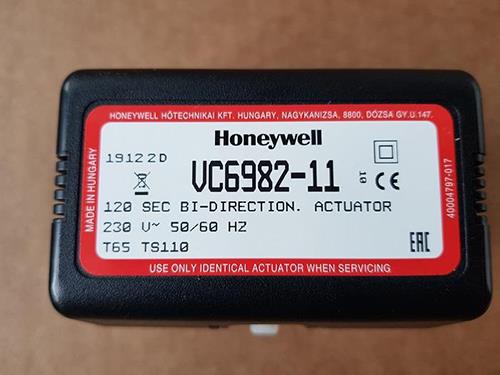 HONEYWELL HŐTECHNIKAI KFT. HUNGARY, NAGYKANIZSA, 8800, DÓZSA GY.U.147.
MADE IN HUNGARY
Honeywell
19122D
VC6982-11
10 CE
120 SEC BI-DIRECTION. ACTUATOR
230 V~ 50/60 HZ
T65 TS110
EAC
40004797-017
USE ONLY IDENTICAL ACTUATOR WHEN SERVICING